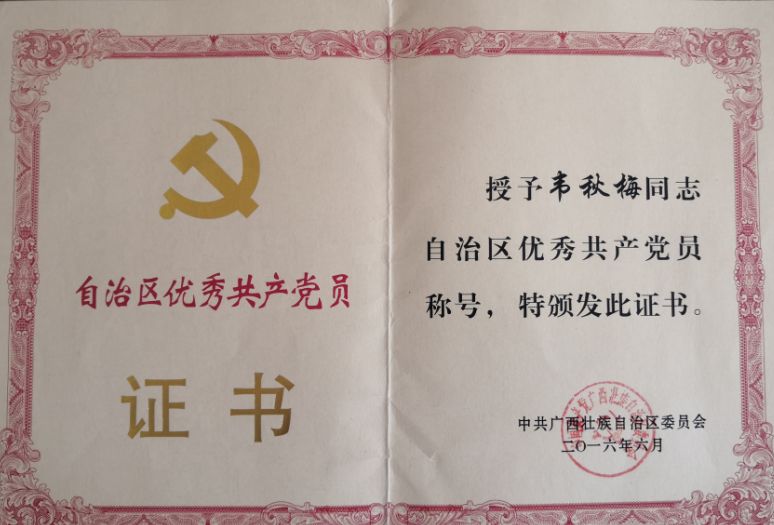 自治区优秀共产党员
证书
授予韦秋梅同志
自治区优秀共产党员
称号，特颁发此证书。
中共广西壮族自治区委员会
二〇一六年六月